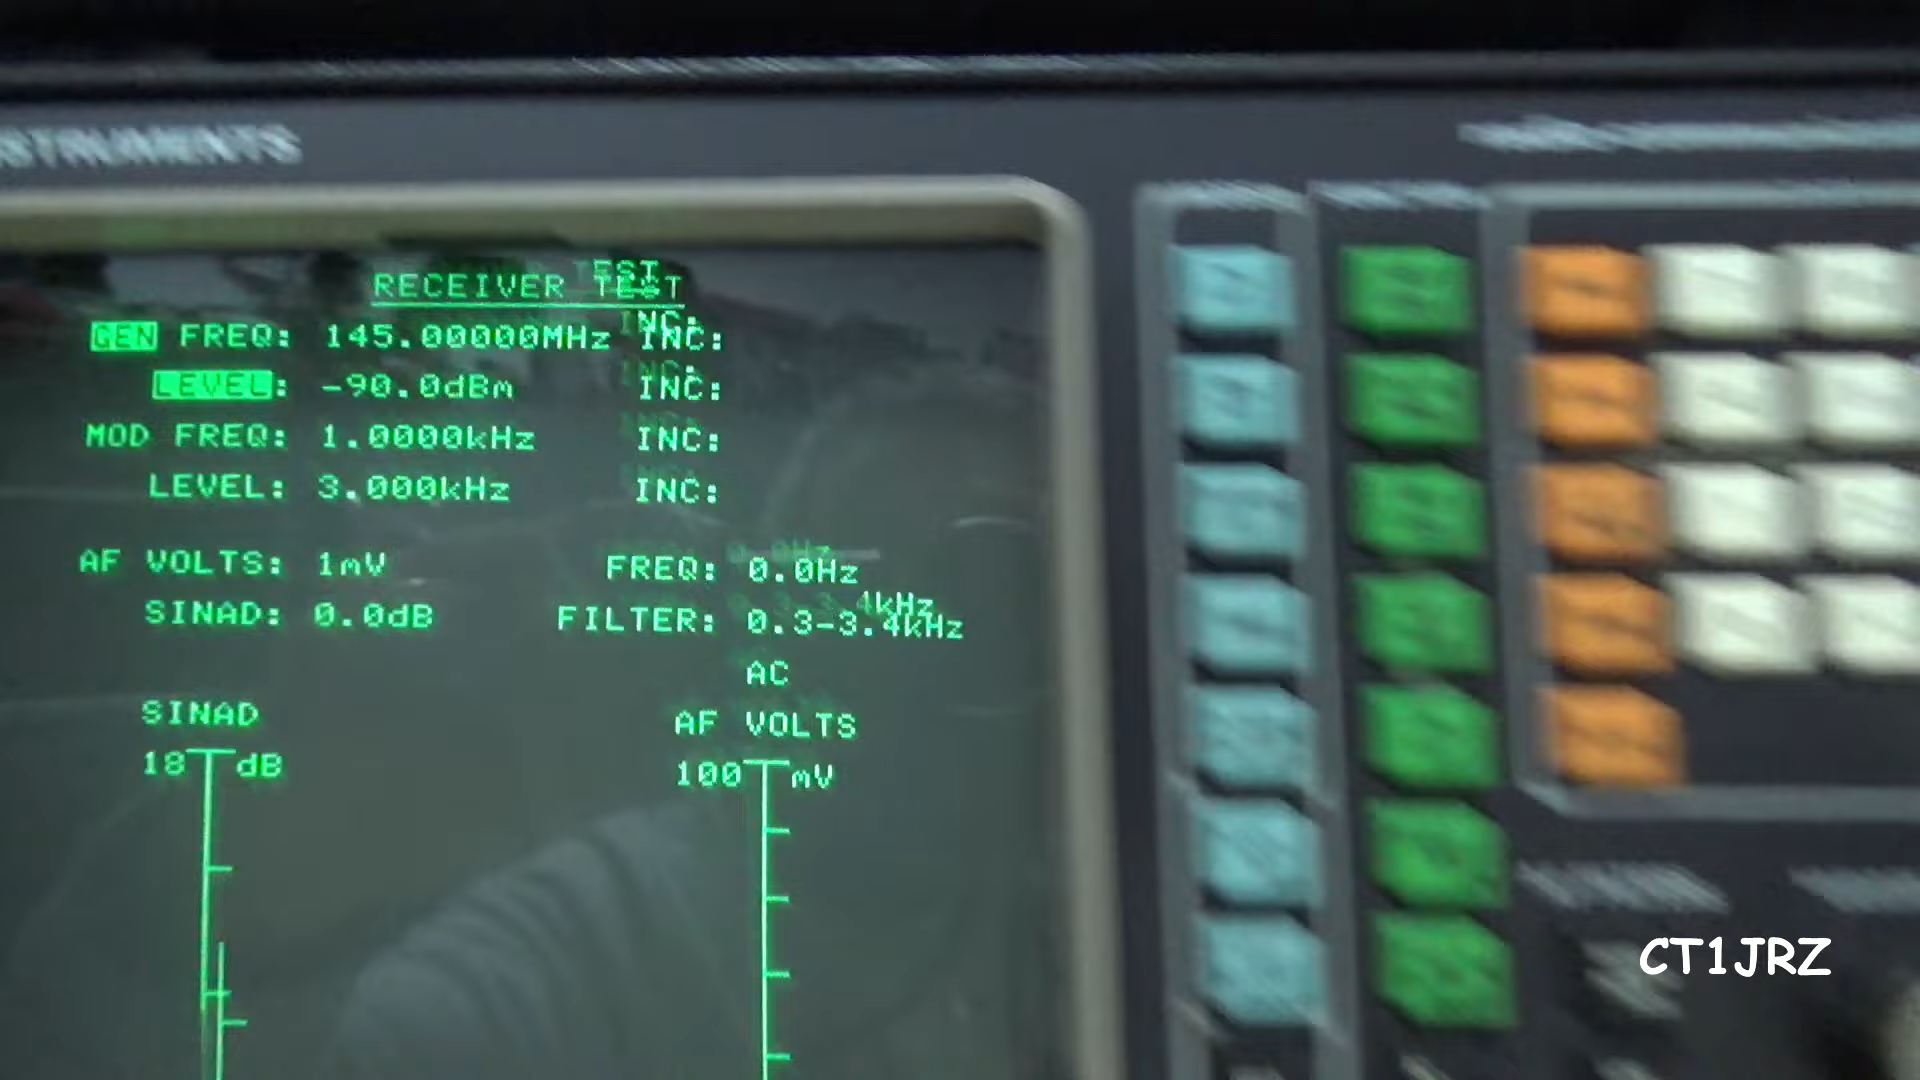 STRUMENTS
RECEIVER TEST
GEN FREQ: 145.00000MHz INC:
LEVEL: -90.0dBm INC:
MOD FREQ: 1.0000kHz INC:
LEVEL: 3.000kHz INC:
AF VOLTS: 1mV FREQ: 0.0Hz
SINAD: 0.0dB FILTER: 0.3-3.4kHz
AC
SINAD AF VOLTS
18 dB 100 mV
CT1JRZ